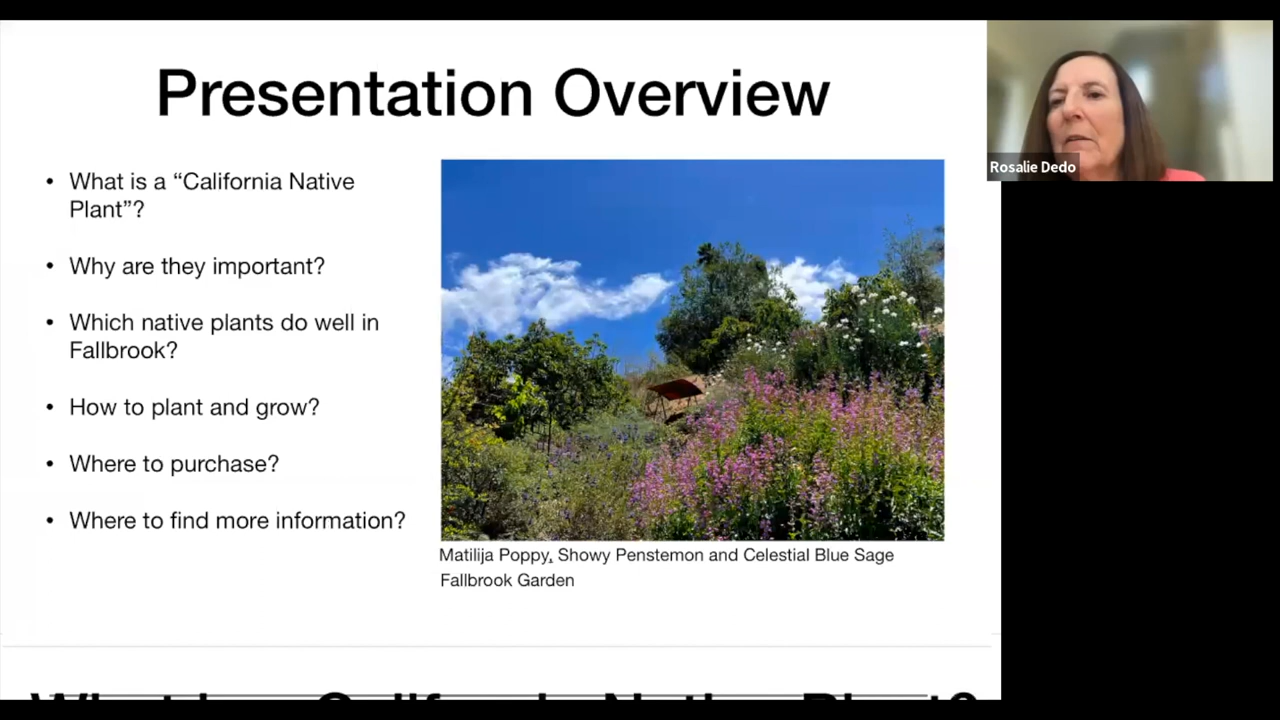 Presentation Overview
• What is a “California Native
Plant”?
• Why are they important?
• Which native plants do well in
Fallbrook?
• How to plant and grow?
• Where to purchase?
• Where to find more information?
Matilija Poppy, Showy Penstemon and Celestial Blue Sage
Fallbrook Garden
Rosalie Dedo